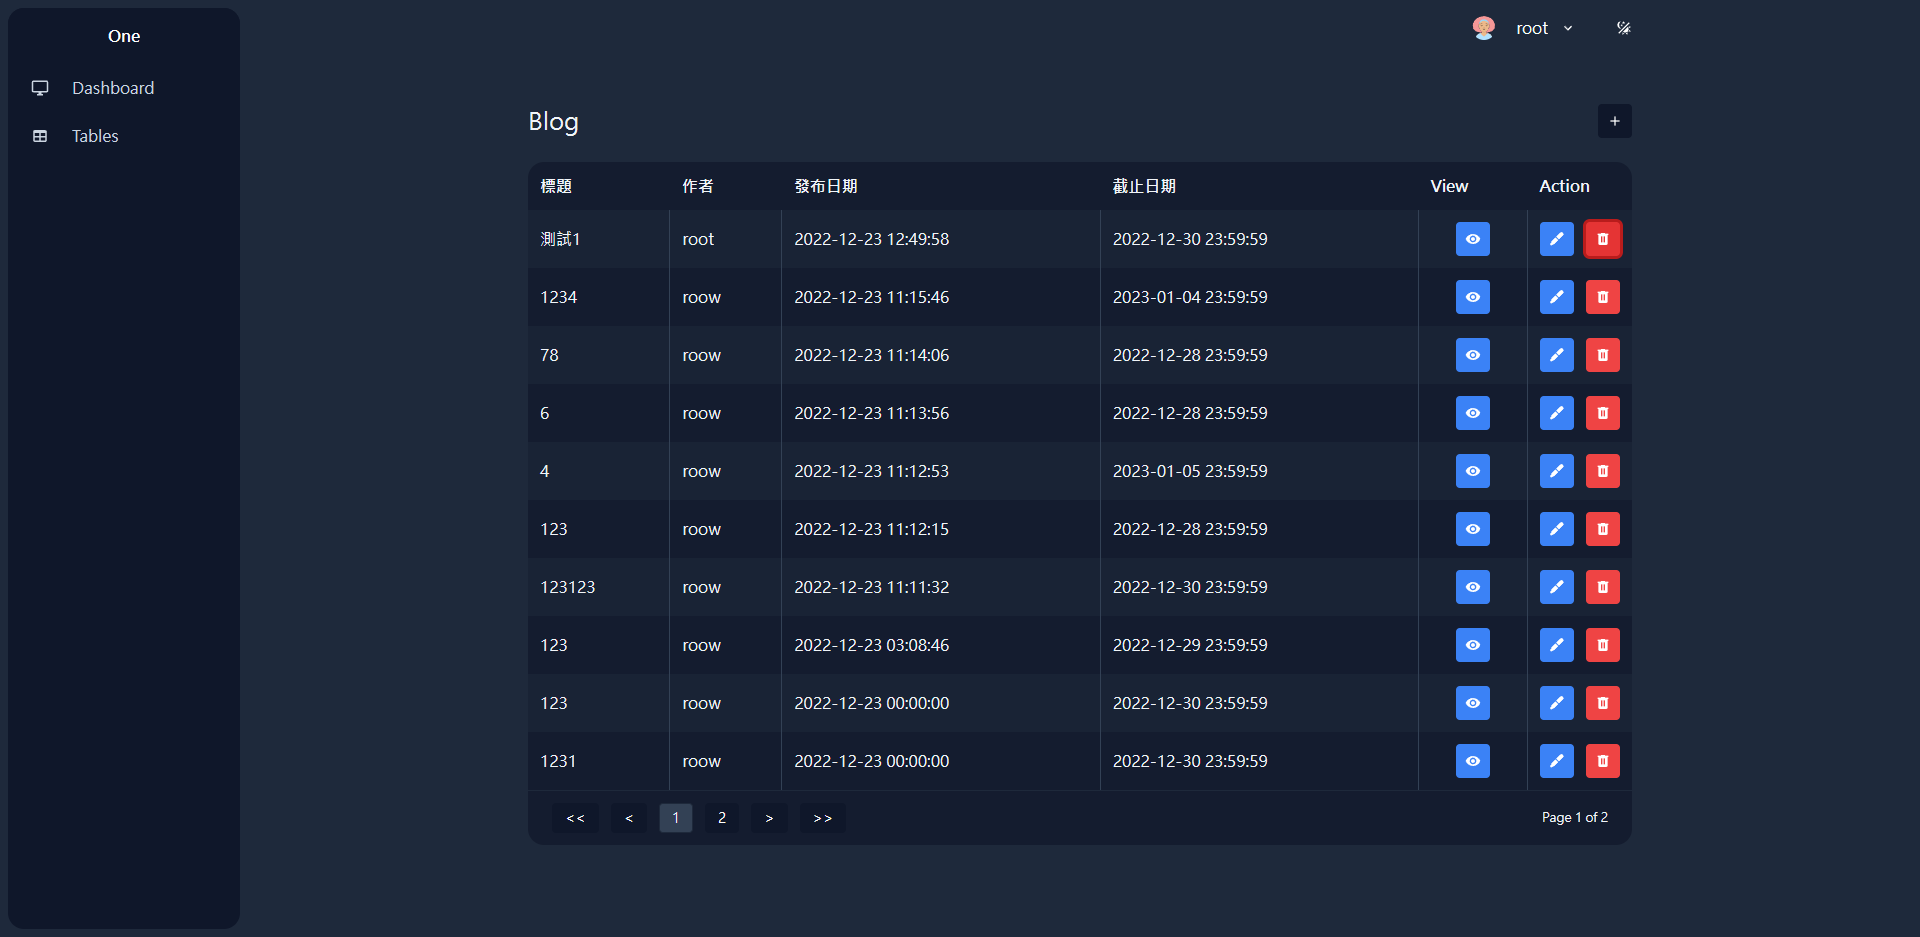 One
Dashboard
Tables
root
Blog
+
標題 作者 發布日期 截止日期 View Action
測試1 root 2022-12-23 12:49:58 2022-12-30 23:59:59
1234 roow 2022-12-23 11:15:46 2023-01-04 23:59:59
78 roow 2022-12-23 11:14:06 2022-12-28 23:59:59
6 roow 2022-12-23 11:13:56 2022-12-28 23:59:59
4 roow 2022-12-23 11:12:53 2023-01-05 23:59:59
123 roow 2022-12-23 11:12:15 2022-12-28 23:59:59
123123 roow 2022-12-23 11:11:32 2022-12-30 23:59:59
123 roow 2022-12-23 03:08:46 2022-12-29 23:59:59
123 roow 2022-12-23 00:00:00 2022-12-30 23:59:59
1231 roow 2022-12-23 00:00:00 2022-12-30 23:59:59
<< < 1 2 > >> Page 1 of 2